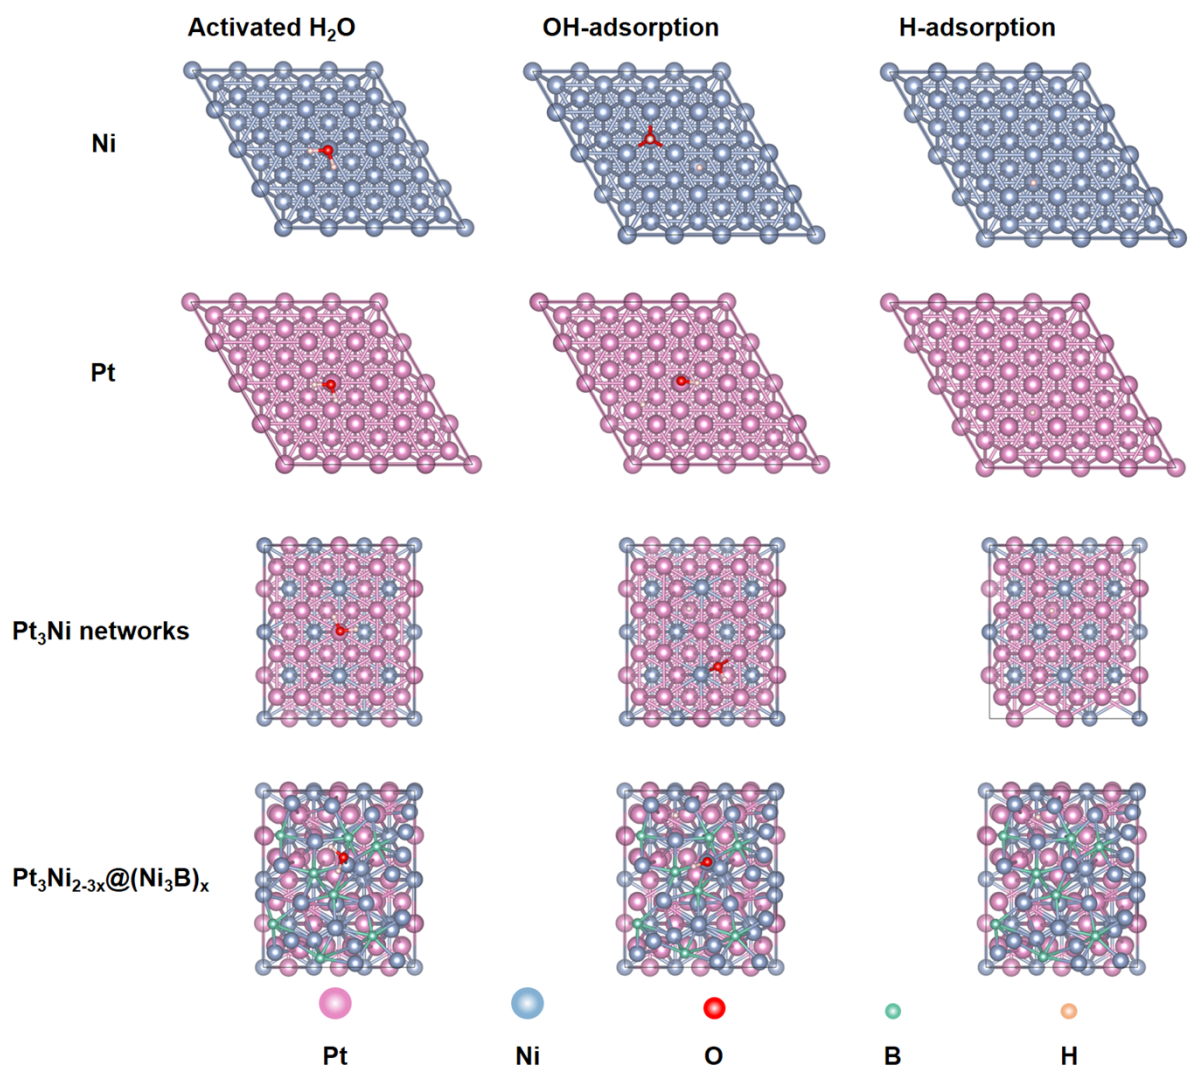 Activated H₂O OH-adsorption H-adsorption
Ni
Pt
Pt₃Ni networks
Pt₃Ni₂₋₃ₓ@(Ni₃B)ₓ
Pt Ni O B H